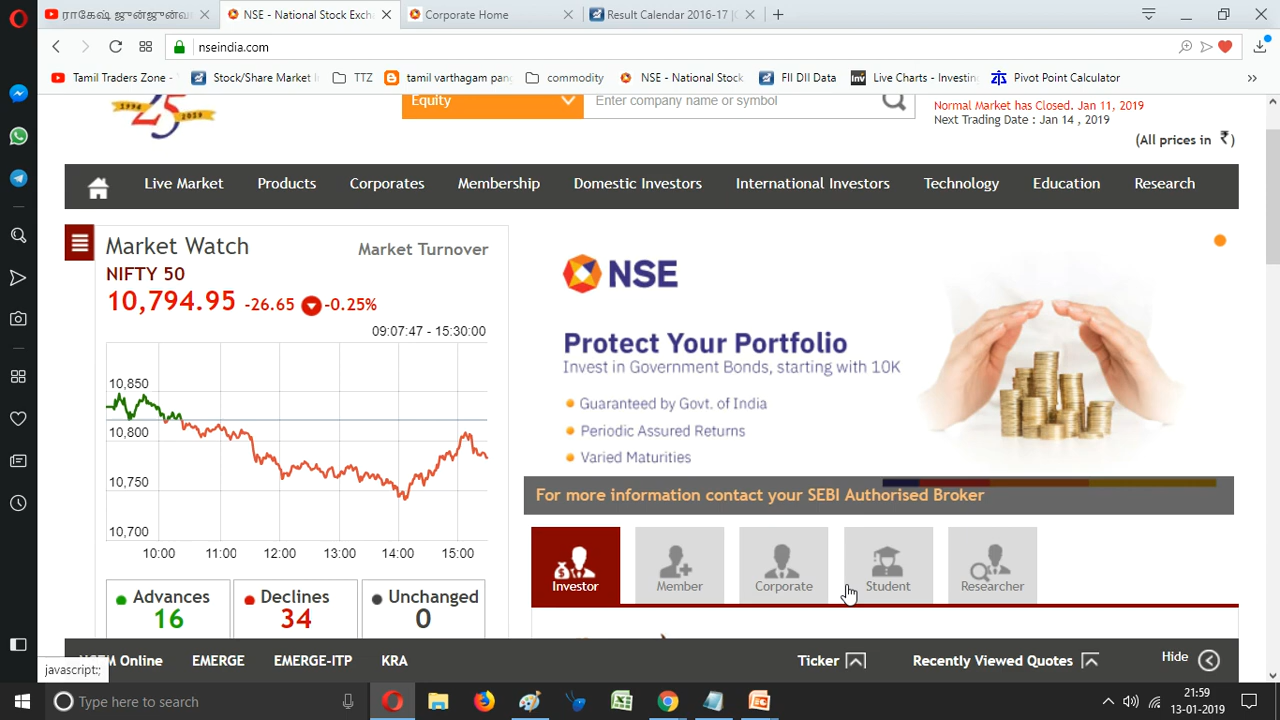 ராகேஷ் ஜுன்ஜுன்வா
NSE - National Stock Excha
Corporate Home
Result Calendar 2016-17 |
nseindia.com
Tamil Traders Zone -
Stock/Share Market
TTZ
tamil varthagam pan
commodity
NSE - National Stock
FII DII Data
Inv
Live Charts - Investin
Pivot Point Calculator
1994
25
2019
Equity
Enter company name or symbol
Normal Market has Closed. Jan 11, 2019
Next Trading Date : Jan 14 , 2019
(All prices in ₹)
Live Market
Products
Corporates
Membership
Domestic Investors
International Investors
Technology
Education
Research
Market Watch
Market Turnover
NIFTY 50
10,794.95 -26.65 -0.25%
09:07:47 - 15:30:00
10,850
10,800
10,750
10,700
10:00
11:00
12:00
13:00
14:00
15:00
Advances
16
Declines
34
Unchanged
0
NSE
Protect Your Portfolio
Invest in Government Bonds, starting with 10K
Guaranteed by Govt. of India
Periodic Assured Returns
Varied Maturities
For more information contact your SEBI Authorised Broker
Investor
Member
Corporate
Student
Researcher
Online
EMERGE
EMERGE-ITP
KRA
Ticker
Recently Viewed Quotes
Hide
javascript:;
Type here to search
21:59
13-01-2019